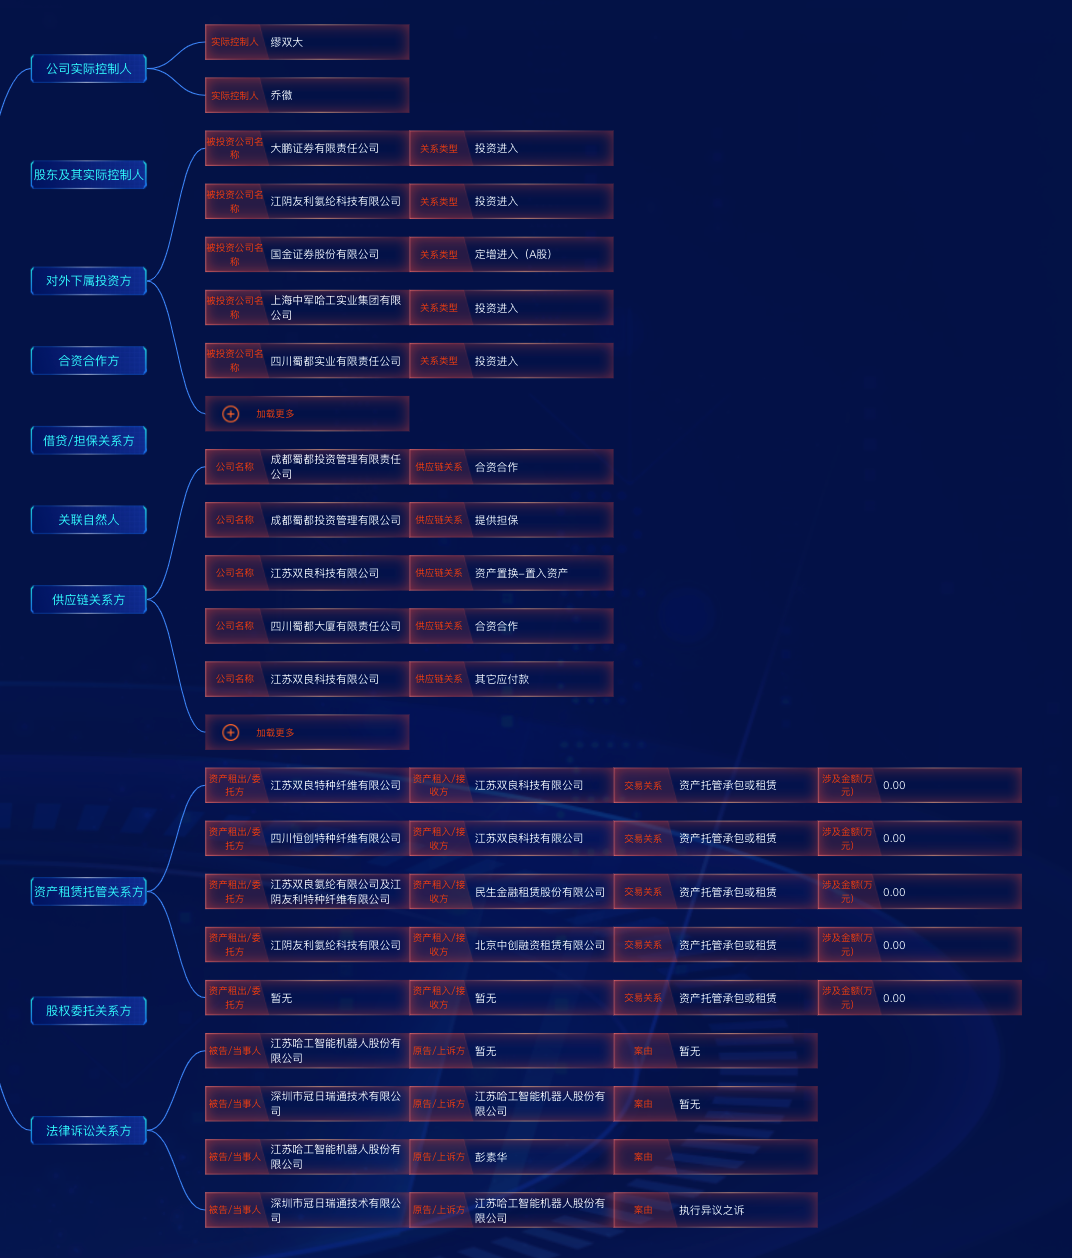 公司实际控制人
实际控制人 缪双大
实际控制人 乔徽
股东及其实际控制人
对外下属投资方
被投资公司名
称
大鹏证券有限责任公司
关系类型 投资进入
被投资公司名
称
江阴友利氨纶科技有限公司
关系类型 投资进入
被投资公司名
称
国金证券股份有限公司
关系类型 定增进入（A股）
被投资公司名
称
上海中军哈工实业集团有限
公司
关系类型 投资进入
被投资公司名
称
四川蜀都实业有限责任公司
关系类型 投资进入
加载更多
合资合作方
借贷/担保关系方
关联自然人
供应链关系方
公司名称
成都蜀都投资管理有限责任
公司
供应链关系 合资合作
公司名称 成都蜀都投资管理有限公司 供应链关系 提供担保
公司名称 江苏双良科技有限公司 供应链关系 资产置换–置入资产
公司名称 四川蜀都大厦有限责任公司 供应链关系 合资合作
公司名称 江苏双良科技有限公司 供应链关系 其它应付款
加载更多
资产租赁托管关系方
资产租出/委
托方
江苏双良特种纤维有限公司
资产租入/接
收方
江苏双良科技有限公司
交易关系 资产托管承包或租赁
涉及金额(万
元)
0.00
资产租出/委
托方
四川恒创特种纤维有限公司
资产租入/接
收方
江苏双良科技有限公司
交易关系 资产托管承包或租赁
涉及金额(万
元)
0.00
资产租出/委
托方
江苏双良氨纶有限公司及江
阴友利特种纤维有限公司
资产租入/接
收方
民生金融租赁股份有限公司
交易关系 资产托管承包或租赁
涉及金额(万
元)
0.00
资产租出/委
托方
江阴友利氨纶科技有限公司
资产租入/接
收方
北京中创融资租赁有限公司
交易关系 资产托管承包或租赁
涉及金额(万
元)
0.00
资产租出/委
托方
暂无
资产租入/接
收方
暂无
交易关系 资产托管承包或租赁
涉及金额(万
元)
0.00
股权委托关系方
法律诉讼关系方
被告/当事人
江苏哈工智能机器人股份有
限公司
原告/上诉方 暂无
案由 暂无
被告/当事人
深圳市冠日瑞通技术有限公
司
原告/上诉方
江苏哈工智能机器人股份有
限公司
案由 暂无
被告/当事人
江苏哈工智能机器人股份有
限公司
原告/上诉方 彭素华
案由
被告/当事人
深圳市冠日瑞通技术有限公
司
原告/上诉方
江苏哈工智能机器人股份有
限公司
案由 执行异议之诉